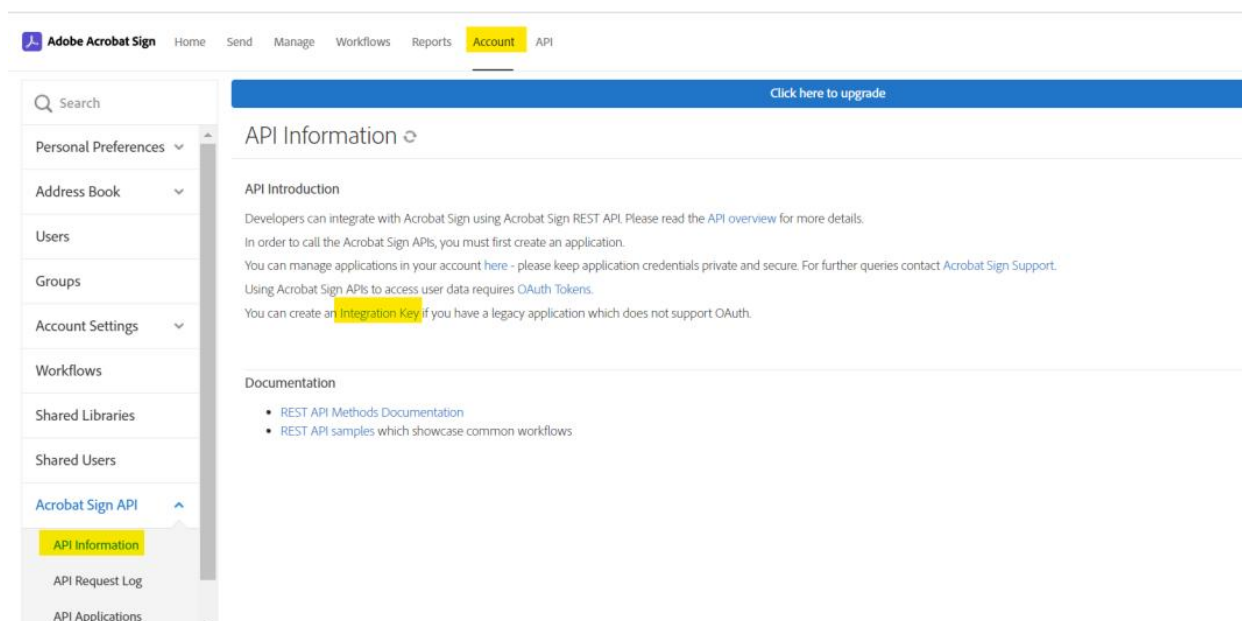 Adobe Acrobat Sign Home Send Manage Workflows Reports Account API
Search
Personal Preferences
Address Book
Users
Groups
Account Settings
Workflows
Shared Libraries
Shared Users
Acrobat Sign API
API Information
API Request Log
API Applications
Click here to upgrade
API Information
API Introduction
Developers can integrate with Acrobat Sign using Acrobat Sign REST API. Please read the API overview for more details.
In order to call the Acrobat Sign APIs, you must first create an application.
You can manage applications in your account here - please keep application credentials private and secure. For further queries contact Acrobat Sign Support.
Using Acrobat Sign APIs to access user data requires OAuth Tokens.
You can create an Integration Key if you have a legacy application which does not support OAuth.
Documentation
• REST API Methods Documentation
• REST API samples which showcase common workflows